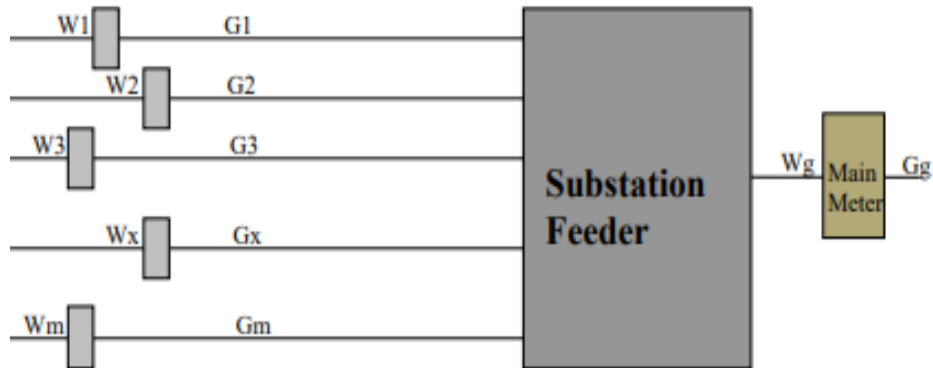 W1 G1
W2 G2
W3 G3
Wx Gx
Wm Gm
Substation
Feeder
Wg Main Gg
Meter